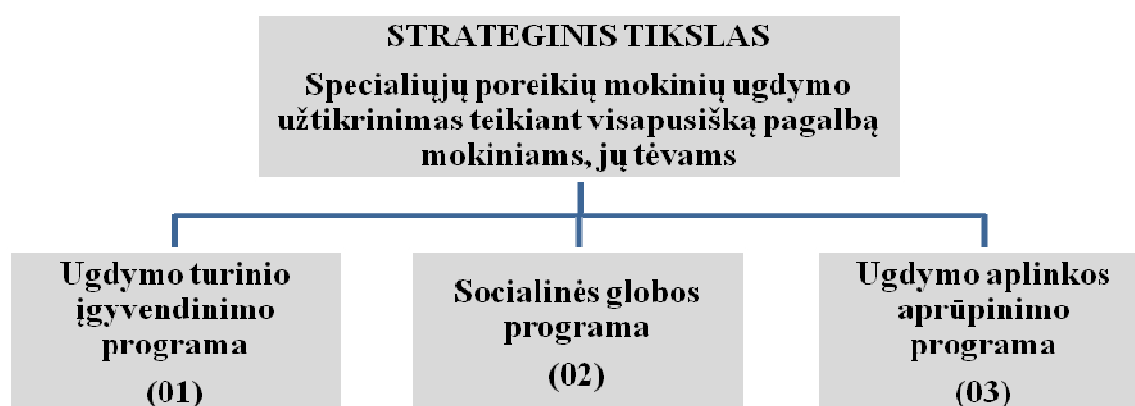 STRATEGINIS TIKSLAS
Specialiųjų poreikių mokinių ugdymo
užtikrinimas teikiant visapusišką pagalbą
mokiniams, jų tėvams
Ugdymo turinio
įgyvendinimo
programa
(01)
Socialinės globos
programa
(02)
Ugdymo aplinkos
aprūpinimo
programa
(03)